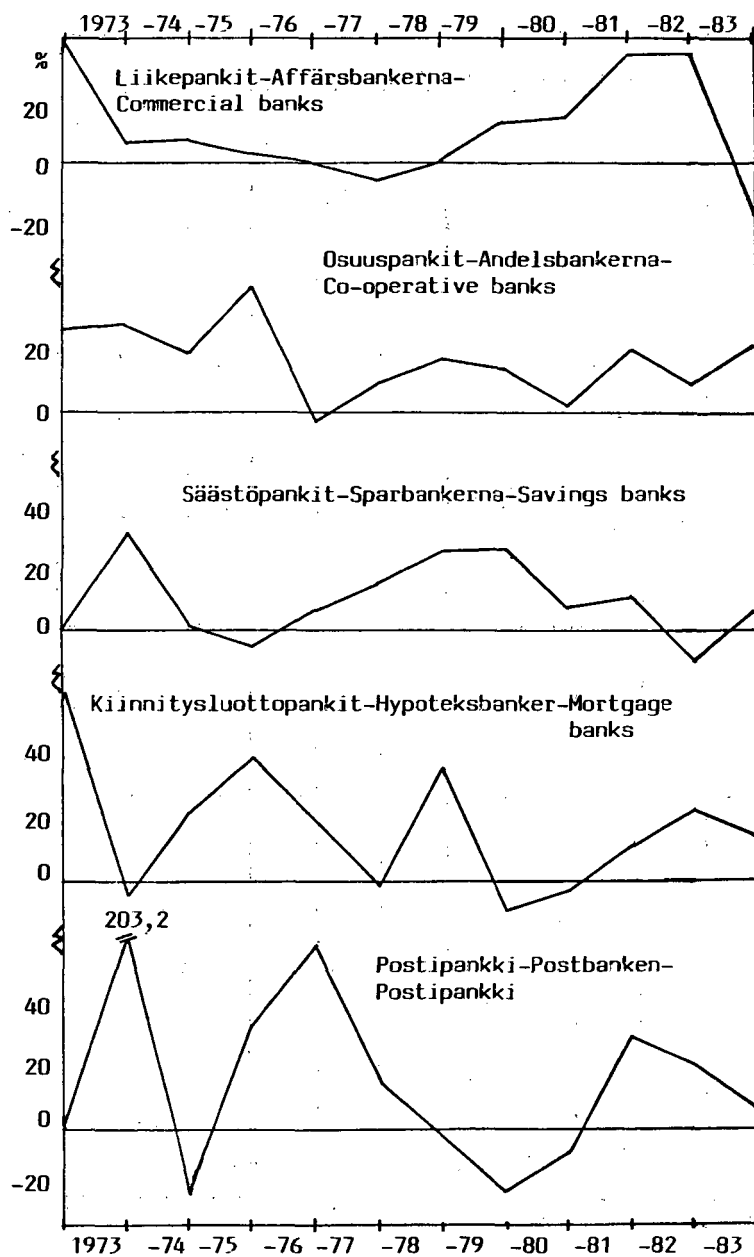 1973 -74 -75 -76 -77 -78 -79 -80 -81 -82 -83
%
Liikepankit-Affärsbankerna-
Commercial banks
20
0
-20
Osuuspankit-Andelsbankerna-
Co-operative banks
20
0
Säästöpankit-Sparbankerna-Savings banks
40
20
0
Kiinnitysluottopankit-Hypoteksbanker-Mortgage
banks
40
20
0
203,2
Postipankki-Postbanken-
Postipankki
40
20
0
-20
1973 -74 -75 -76 -77 -78 -79 -80 -81 -82 -83